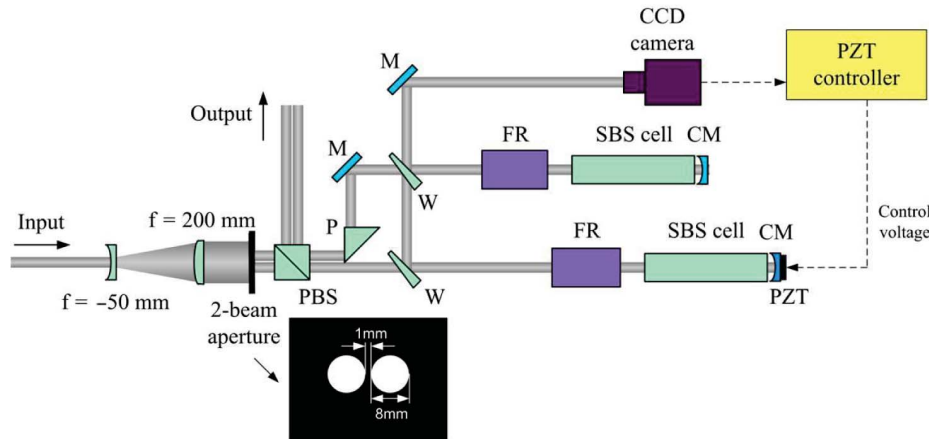 CCD
camera
PZT
controller
M
Output
M
FR
SBS cell
CM
W
Input
f = 200 mm
P
Control
voltage
FR
SBS cell
CM
f = −50 mm
PBS
W
PZT
2-beam
aperture
1mm
8mm